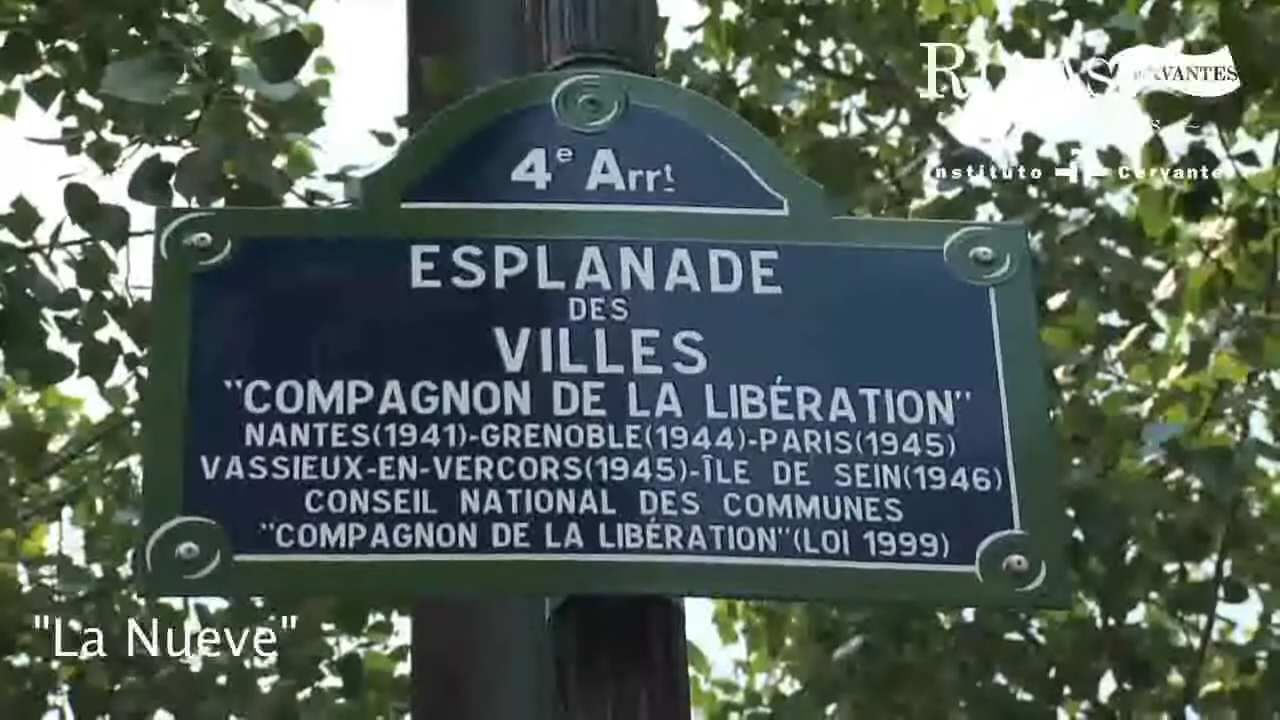 4e Arrt
ESPLANADE
DES
VILLES
"COMPAGNON DE LA LIBÉRATION"
NANTES(1941)-GRENOBLE(1944)-PARIS(1945)
VASSIEUX-EN-VERCORS(1945)-ÎLE DE SEIN(1946)
CONSEIL NATIONAL DES COMMUNES
"COMPAGNON DE LA LIBÉRATION"(LOI 1999)
CERVANTES
Instituto Cervantes
"La Nueve"